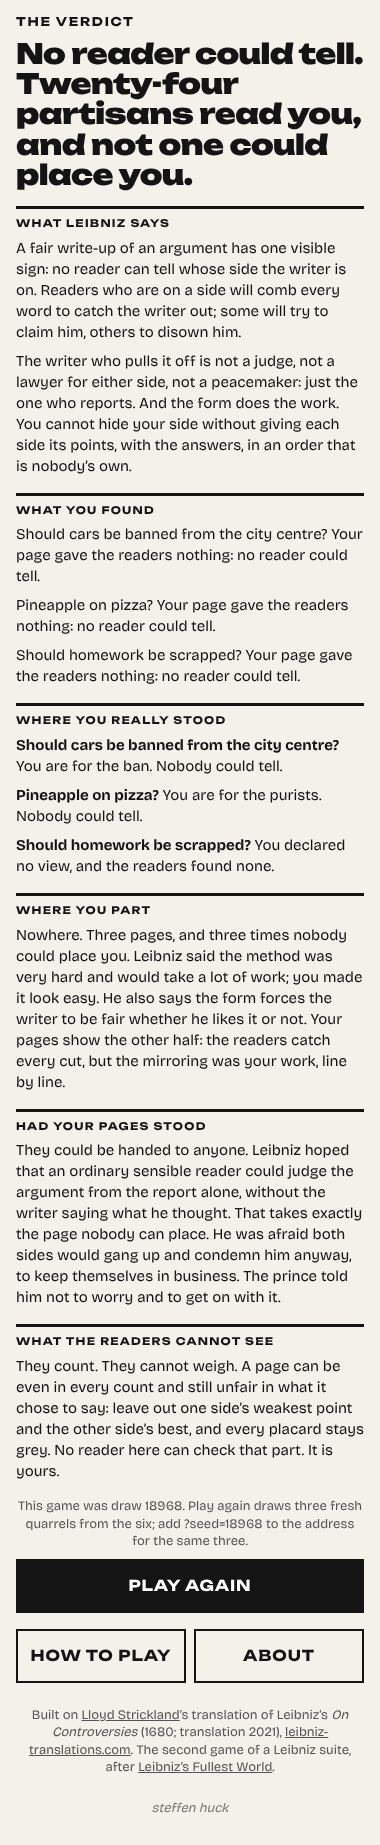 THE VERDICT
No reader could tell.
Twenty-four
partisans read you,
and not one could
place you.
WHAT LEIBNIZ SAYS
A fair write-up of an argument has one visible
sign: no reader can tell whose side the writer is
on. Readers who are on a side will comb every
word to catch the writer out; some will try to
claim him, others to disown him.
The writer who pulls it off is not a judge, not a
lawyer for either side, not a peacemaker: just the
one who reports. And the form does the work.
You cannot hide your side without giving each
side its points, with the answers, in an order that
is nobody's own.
WHAT YOU FOUND
Should cars be banned from the city centre? Your
page gave the readers nothing: no reader could
tell.
Pineapple on pizza? Your page gave the readers
nothing: no reader could tell.
Should homework be scrapped? Your page gave
the readers nothing: no reader could tell.
WHERE YOU REALLY STOOD
Should cars be banned from the city centre?
You are for the ban. Nobody could tell.
Pineapple on pizza? You are for the purists.
Nobody could tell.
Should homework be scrapped? You declared
no view, and the readers found none.
WHERE YOU PART
Nowhere. Three pages, and three times nobody
could place you. Leibniz said the method was
very hard and would take a lot of work; you made
it look easy. He also says the form forces the
writer to be fair whether he likes it or not. Your
pages show the other half: the readers catch
every cut, but the mirroring was your work, line
by line.
HAD YOUR PAGES STOOD
They could be handed to anyone. Leibniz hoped
that an ordinary sensible reader could judge the
argument from the report alone, without the
writer saying what he thought. That takes exactly
the page nobody can place. He was afraid both
sides would gang up and condemn him anyway,
to keep themselves in business. The prince told
him not to worry and to get on with it.
WHAT THE READERS CANNOT SEE
They count. They cannot weigh. A page can be
even in every count and still unfair in what it
chose to say: leave out one side's weakest point
and the other side's best, and every placard stays
grey. No reader here can check that part. It is
yours.
This game was draw 18968. Play again draws three fresh
quarrels from the six; add ?seed=18968 to the address
for the same three.
PLAY AGAIN
HOW TO PLAY
ABOUT
Built on Lloyd Strickland's translation of Leibniz's On
Controversies (1680; translation 2021), leibniz-
translations.com. The second game of a Leibniz suite,
after Leibniz's Fullest World.
steffen huck